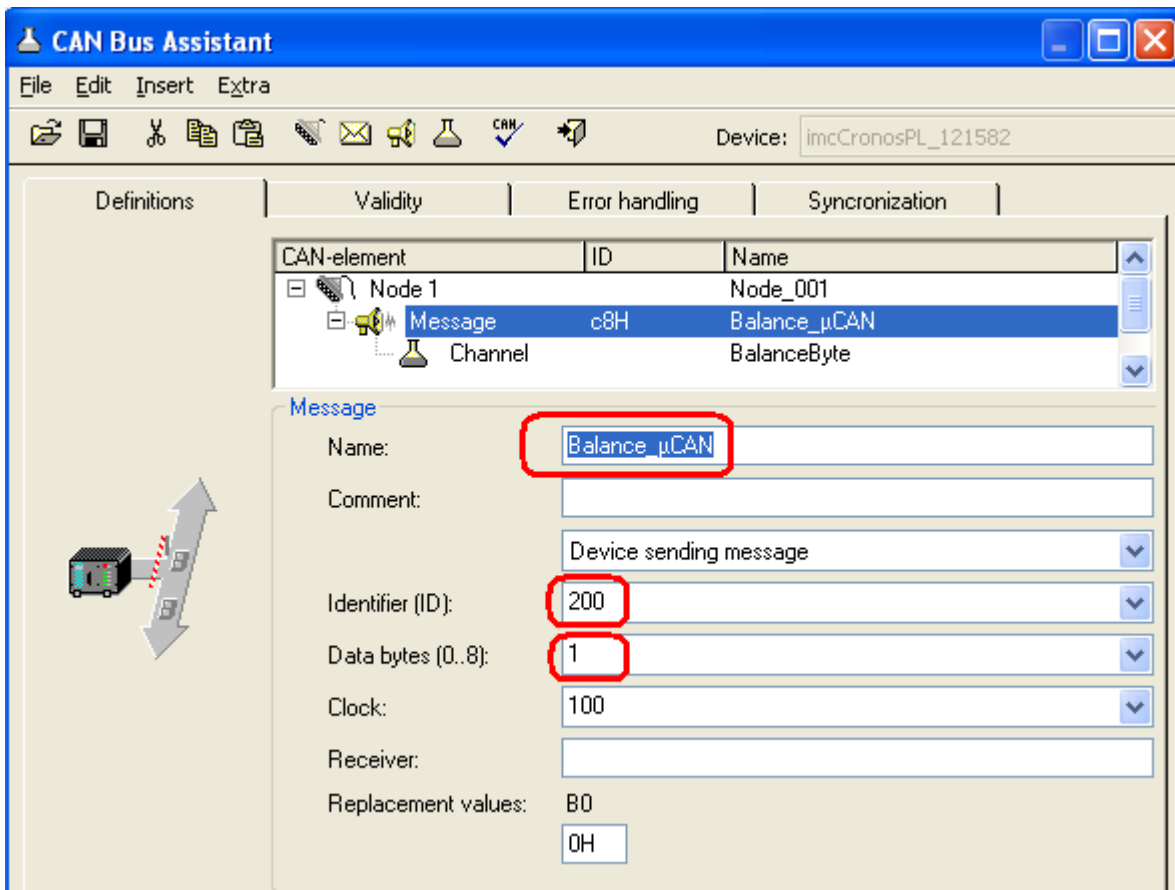 CAN Bus Assistant
File Edit Insert Extra
CAN Device: imcCronosPL_121582
Definitions Validity Error handling Syncronization
CAN-element ID Name
Node 1 Node_001
Message c8H Balance_µCAN
Channel BalanceByte
Message
Name: Balance_µCAN
Comment:
Device sending message
Identifier (ID): 200
Data bytes (0..8): 1
Clock: 100
Receiver:
Replacement values: B0
0H